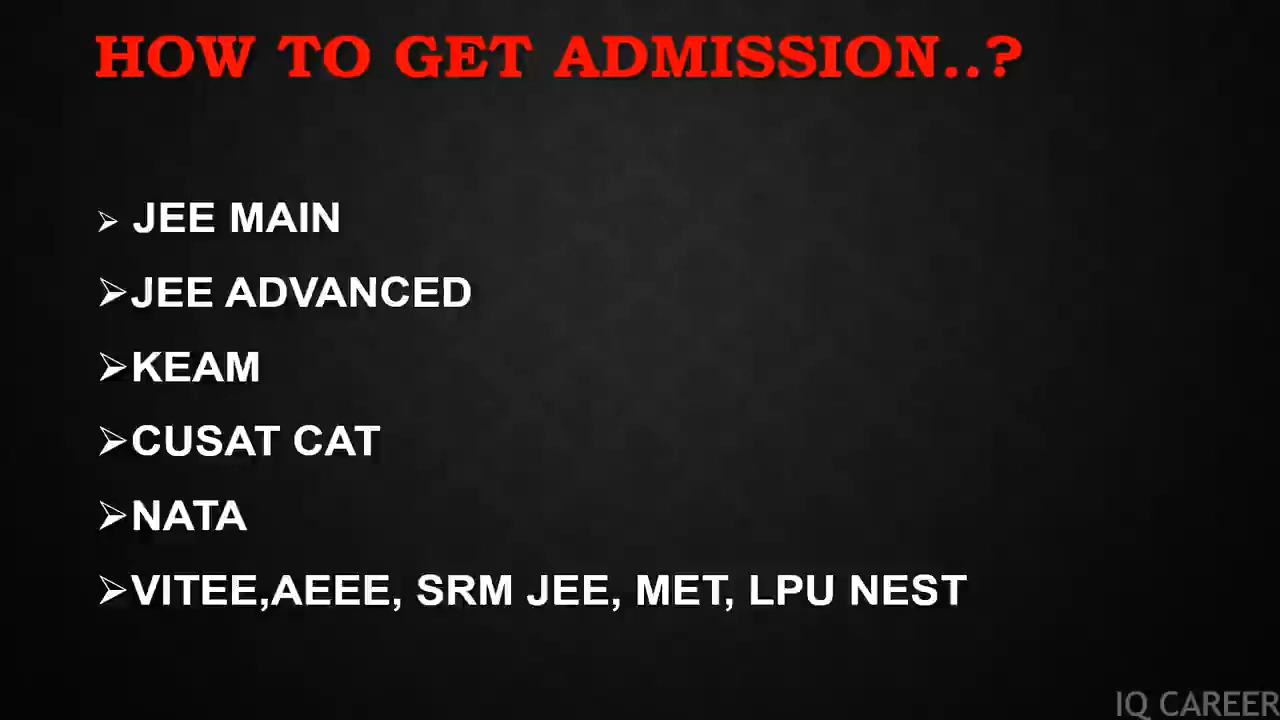 HOW TO GET ADMISSION..?
➢ JEE MAIN
➢JEE ADVANCED
➢KEAM
➢CUSAT CAT
➢NATA
➢VITEE,AEEE, SRM JEE, MET, LPU NEST
IQ CAREER